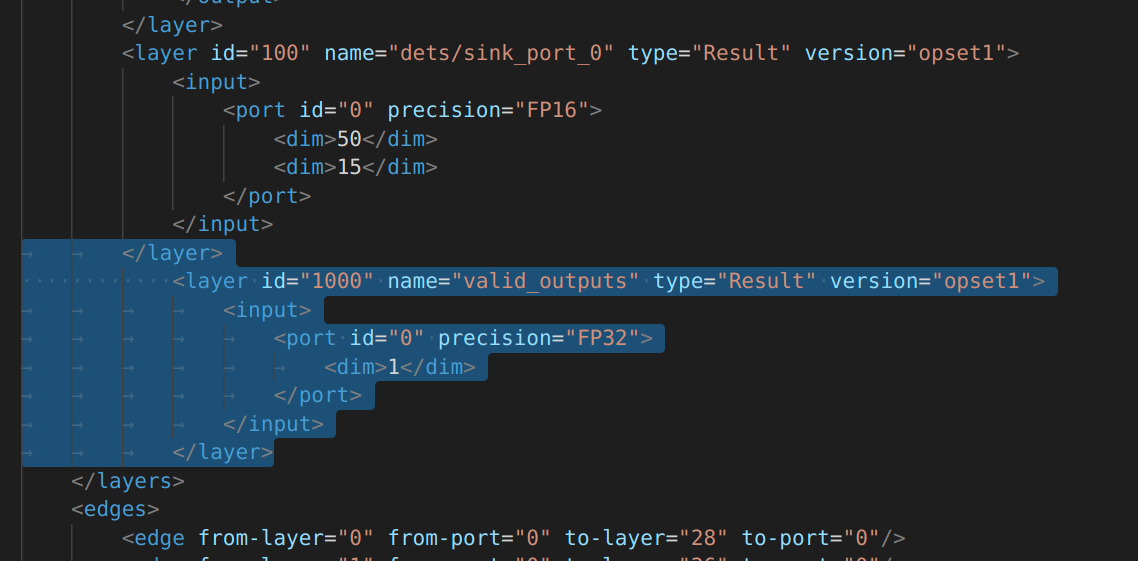 </output>
</layer>
<layer id="100" name="dets/sink_port_0" type="Result" version="opset1">
<input>
<port id="0" precision="FP16">
<dim>50</dim>
<dim>15</dim>
</port>
</input>
</layer>
<layer id="1000" name="valid_outputs" type="Result" version="opset1">
<input>
<port id="0" precision="FP32">
<dim>1</dim>
</port>
</input>
</layer>
</layers>
<edges>
<edge from-layer="0" from-port="0" to-layer="28" to-port="0"/>